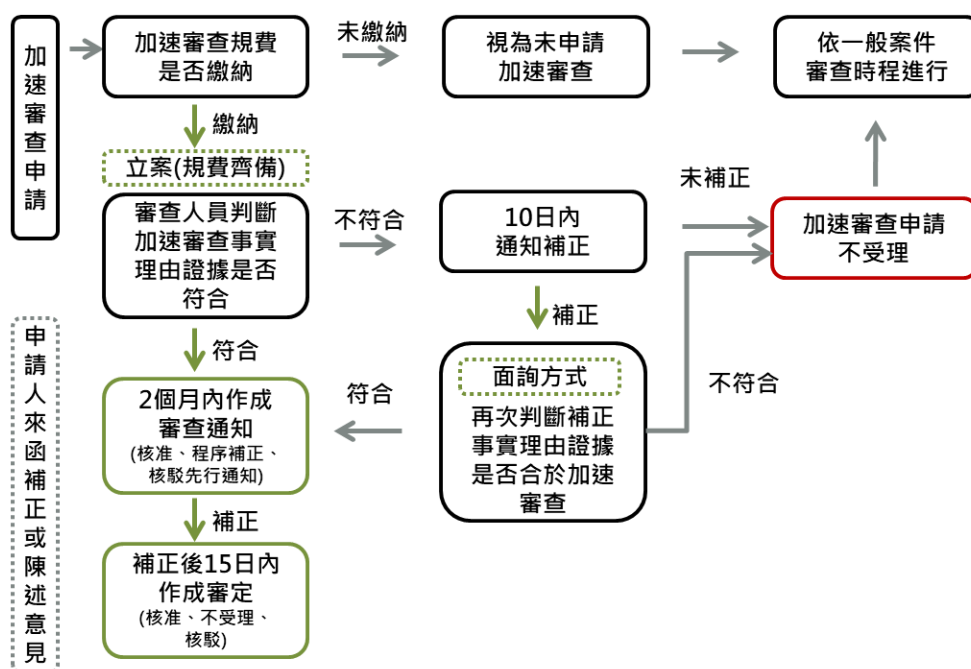 加速審查申請
加速審查規費
是否繳納
未繳納
視為未申請
加速審查
依一般案件
審查時程進行
繳納
立案(規費齊備)
審查人員判斷
加速審查事實
理由證據是否
符合
不符合
10日內
通知補正
未補正
加速審查申請
不受理
符合
補正
不符合
申請人來函補正或陳述意見
2個月內作成
審查通知
(核准、程序補正、
核駁先行通知)
符合
面詢方式
再次判斷補正
事實理由證據
是否合於加速
審查
補正
補正後15日內
作成審定
(核准、不受理、
核駁)